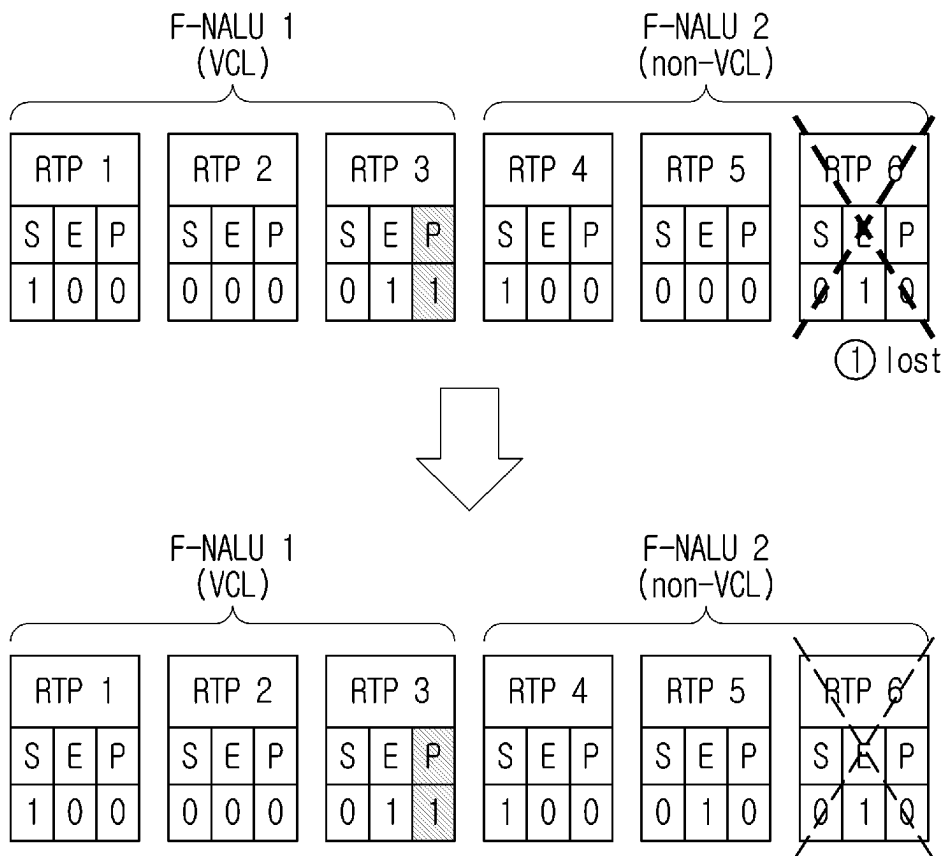 F-NALU 1 F-NALU 2
(VCL) (non-VCL)
RTP 1 RTP 2 RTP 3 RTP 4 RTP 5 RTP 6
S E P S E P S E P S E P S E P S E P
1 0 0 0 0 0 0 1 1 1 0 0 0 0 0 0 1 0
① lost
F-NALU 1 F-NALU 2
(VCL) (non-VCL)
RTP 1 RTP 2 RTP 3 RTP 4 RTP 5 RTP 6
S E P S E P S E P S E P S E P S E P
1 0 0 0 0 0 0 1 1 1 0 0 0 1 0 0 1 0